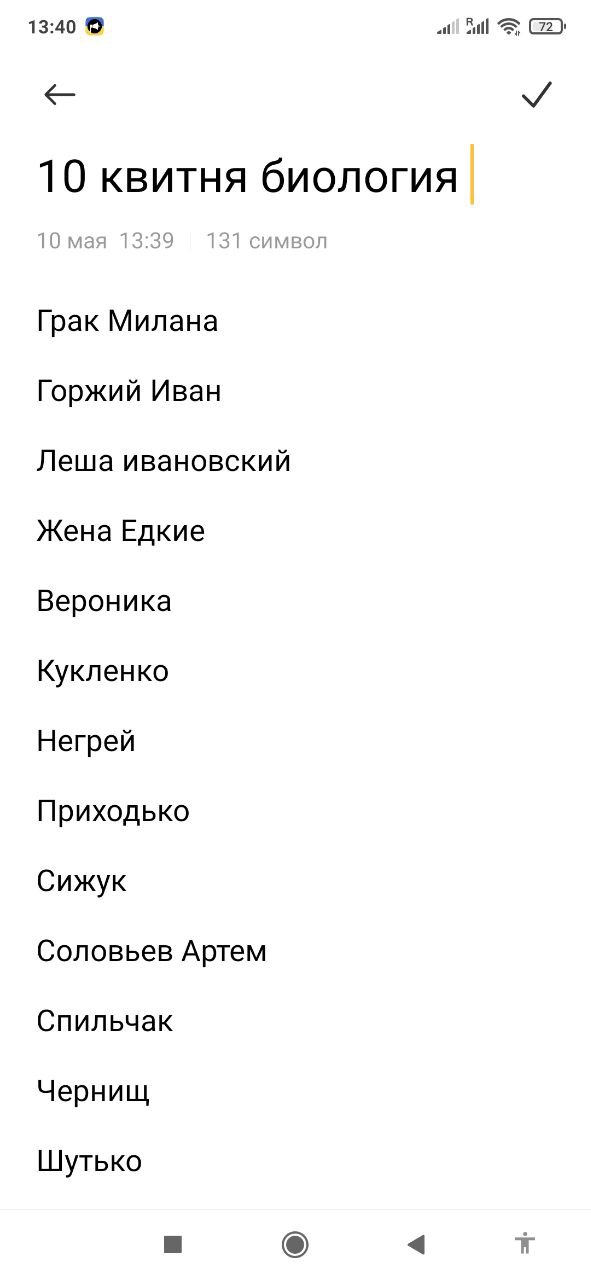 13:40
R
72
10 квитня биология
10 мая 13:39 131 символ
Грак Милана
Горжий Иван
Леша ивановский
Жена Едкие
Вероника
Кукленко
Негрей
Приходько
Сижук
Соловьев Артем
Спильчак
Чернищ
Шутько